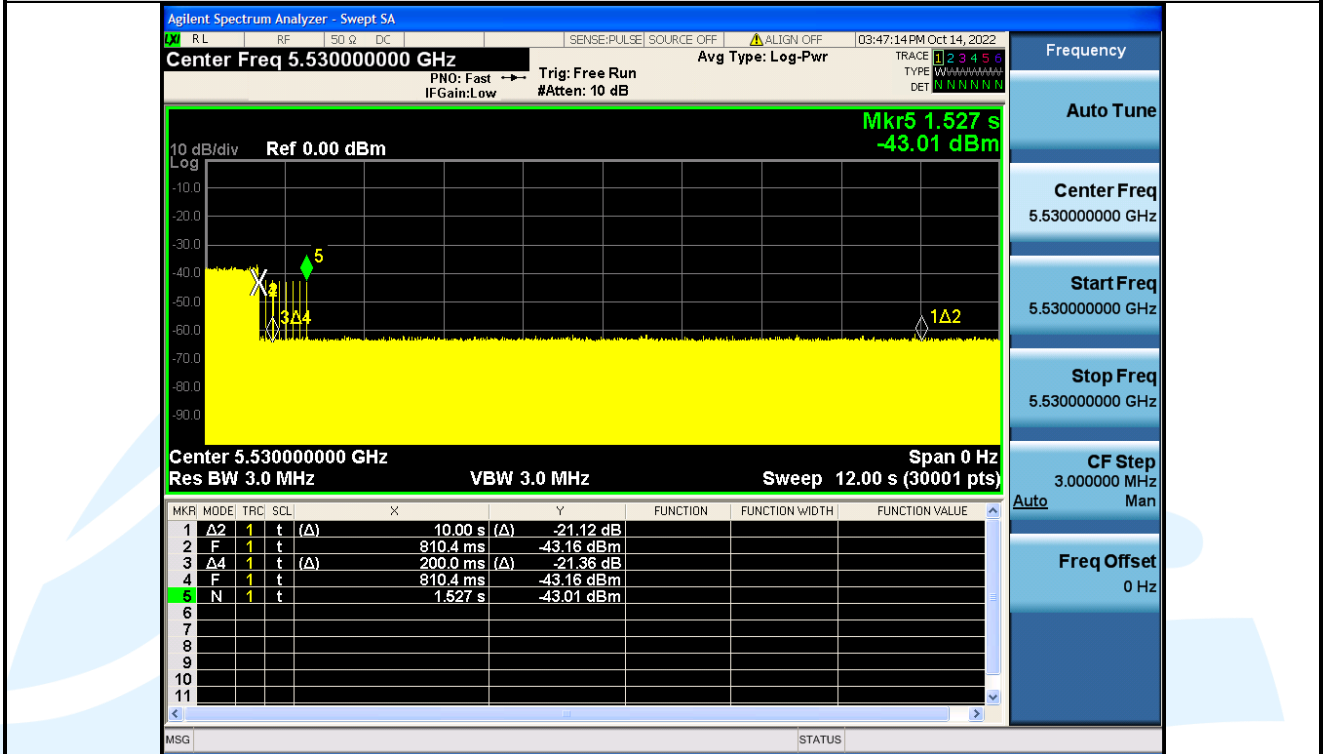 Agilent Spectrum Analyzer - Swept SA
LXI RL RF 50 Ω DC SENSE:PULSE SOURCE OFF ALIGN OFF 03:47:14 PM Oct 14, 2022
Center Freq 5.530000000 GHz
PNO: Fast
IFGain:Low
Trig: Free Run
#Atten: 10 dB
Avg Type: Log-Pwr
TRACE 1 2 3 4 5 6
TYPE W
DET N N N N N N
Mkr5 1.527 s
-43.01 dBm
10 dB/div Ref 0.00 dBm
Log
-10.0
-20.0
-30.0
-40.0
-50.0
-60.0
-70.0
-80.0
-90.0
5
3Δ4
1Δ2
Center 5.530000000 GHz Span 0 Hz
Res BW 3.0 MHz VBW 3.0 MHz Sweep 12.00 s (30001 pts)
MKR MODE TRC SCL X Y FUNCTION FUNCTION WIDTH FUNCTION VALUE
1 Δ2 1 t (Δ) 10.00 s (Δ) -21.12 dB
2 F 1 t 810.4 ms -43.16 dBm
3 Δ4 1 t (Δ) 200.0 ms (Δ) -21.36 dB
4 F 1 t 810.4 ms -43.16 dBm
5 N 1 t 1.527 s -43.01 dBm
6
7
8
9
10
11
MSG STATUS
Frequency
Auto Tune
Center Freq
5.530000000 GHz
Start Freq
5.530000000 GHz
Stop Freq
5.530000000 GHz
CF Step
3.000000 MHz
Auto Man
Freq Offset
0 Hz